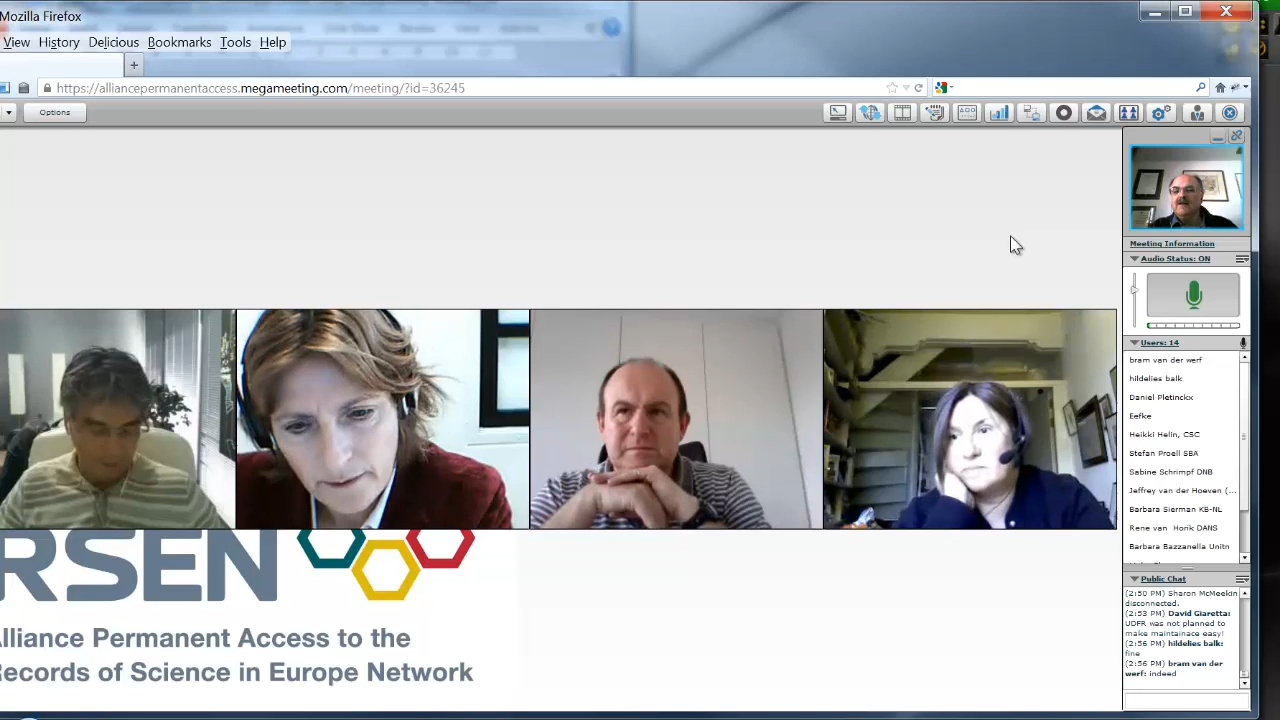 Mozilla Firefox
View History Delicious Bookmarks Tools Help
+
https://alliancepermanentaccess.megameeting.com/meeting/?id=36245
Options
Meeting Information
Audio Status: ON
Users: 14
bram van der werf
hildelies balk
Daniel Pletinckx
Eefke
Heikki Helin, CSC
Stefan Proell SBA
Sabine Schrimpf DNB
Jeffrey van der Hoeven (...
Barbara Sierman KB-NL
Rene van Horik DANS
Barbara Bazzanella Unitn
Public Chat
(2:50 PM) Sharon McMeekin
disconnected.
(2:53 PM) David Giaretta:
UDFR was not planned to
make maintainace easy!
(2:56 PM) hildelies balk:
fine
(2:56 PM) bram van der
werf: indeed
RSEN
Alliance Permanent Access to the
Records of Science in Europe Network